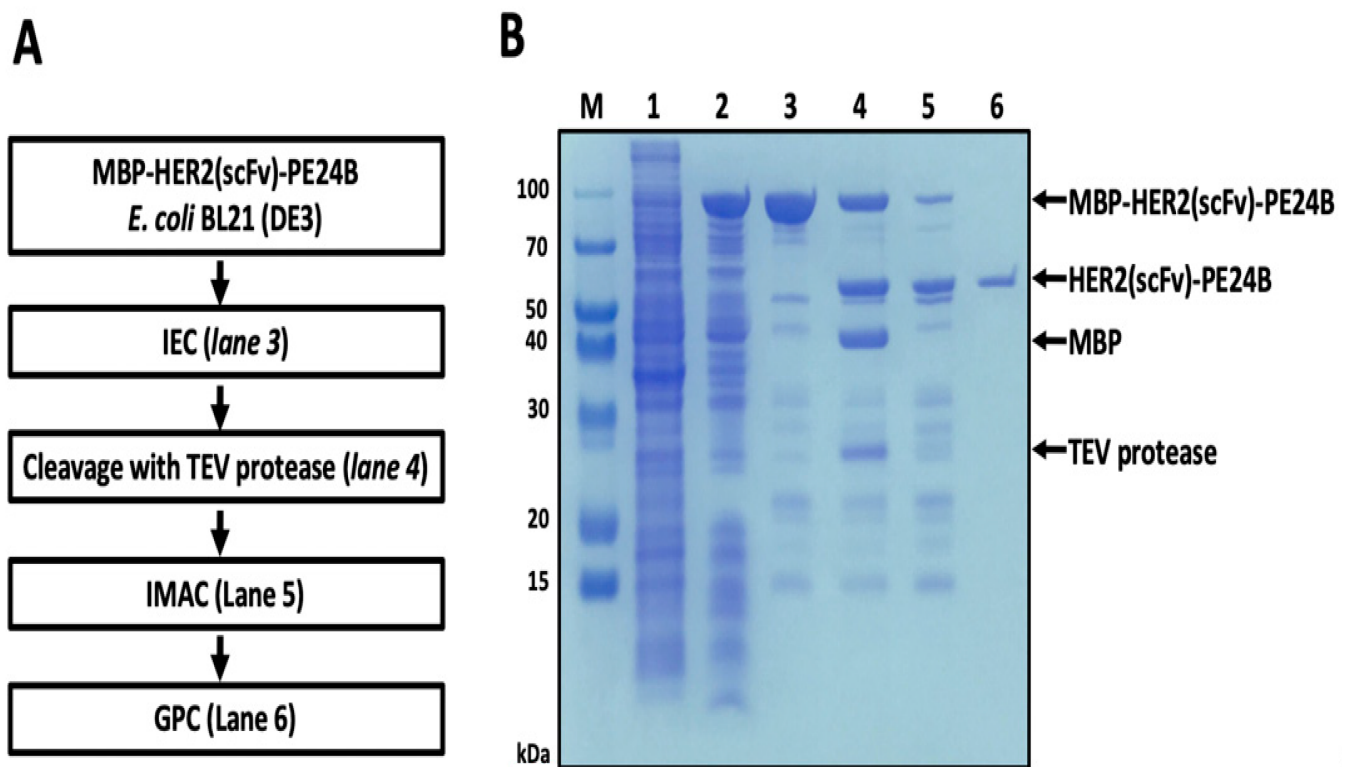 A
MBP-HER2(scFv)-PE24B
E. coli BL21 (DE3)
IEC (lane 3)
Cleavage with TEV protease (lane 4)
IMAC (Lane 5)
GPC (Lane 6)
B
M 1 2 3 4 5 6
100
70
50
40
30
20
15
kDa
MBP-HER2(scFv)-PE24B
HER2(scFv)-PE24B
MBP
TEV protease